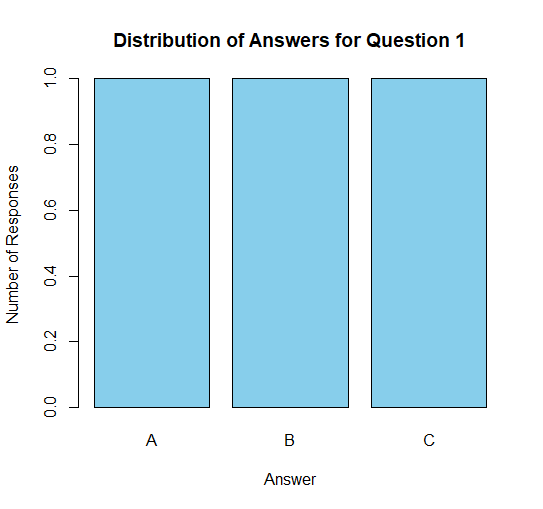 Distribution of Answers for Question 1
Number of Responses
1.0
0.8
0.6
0.4
0.2
0.0
A B C
Answer